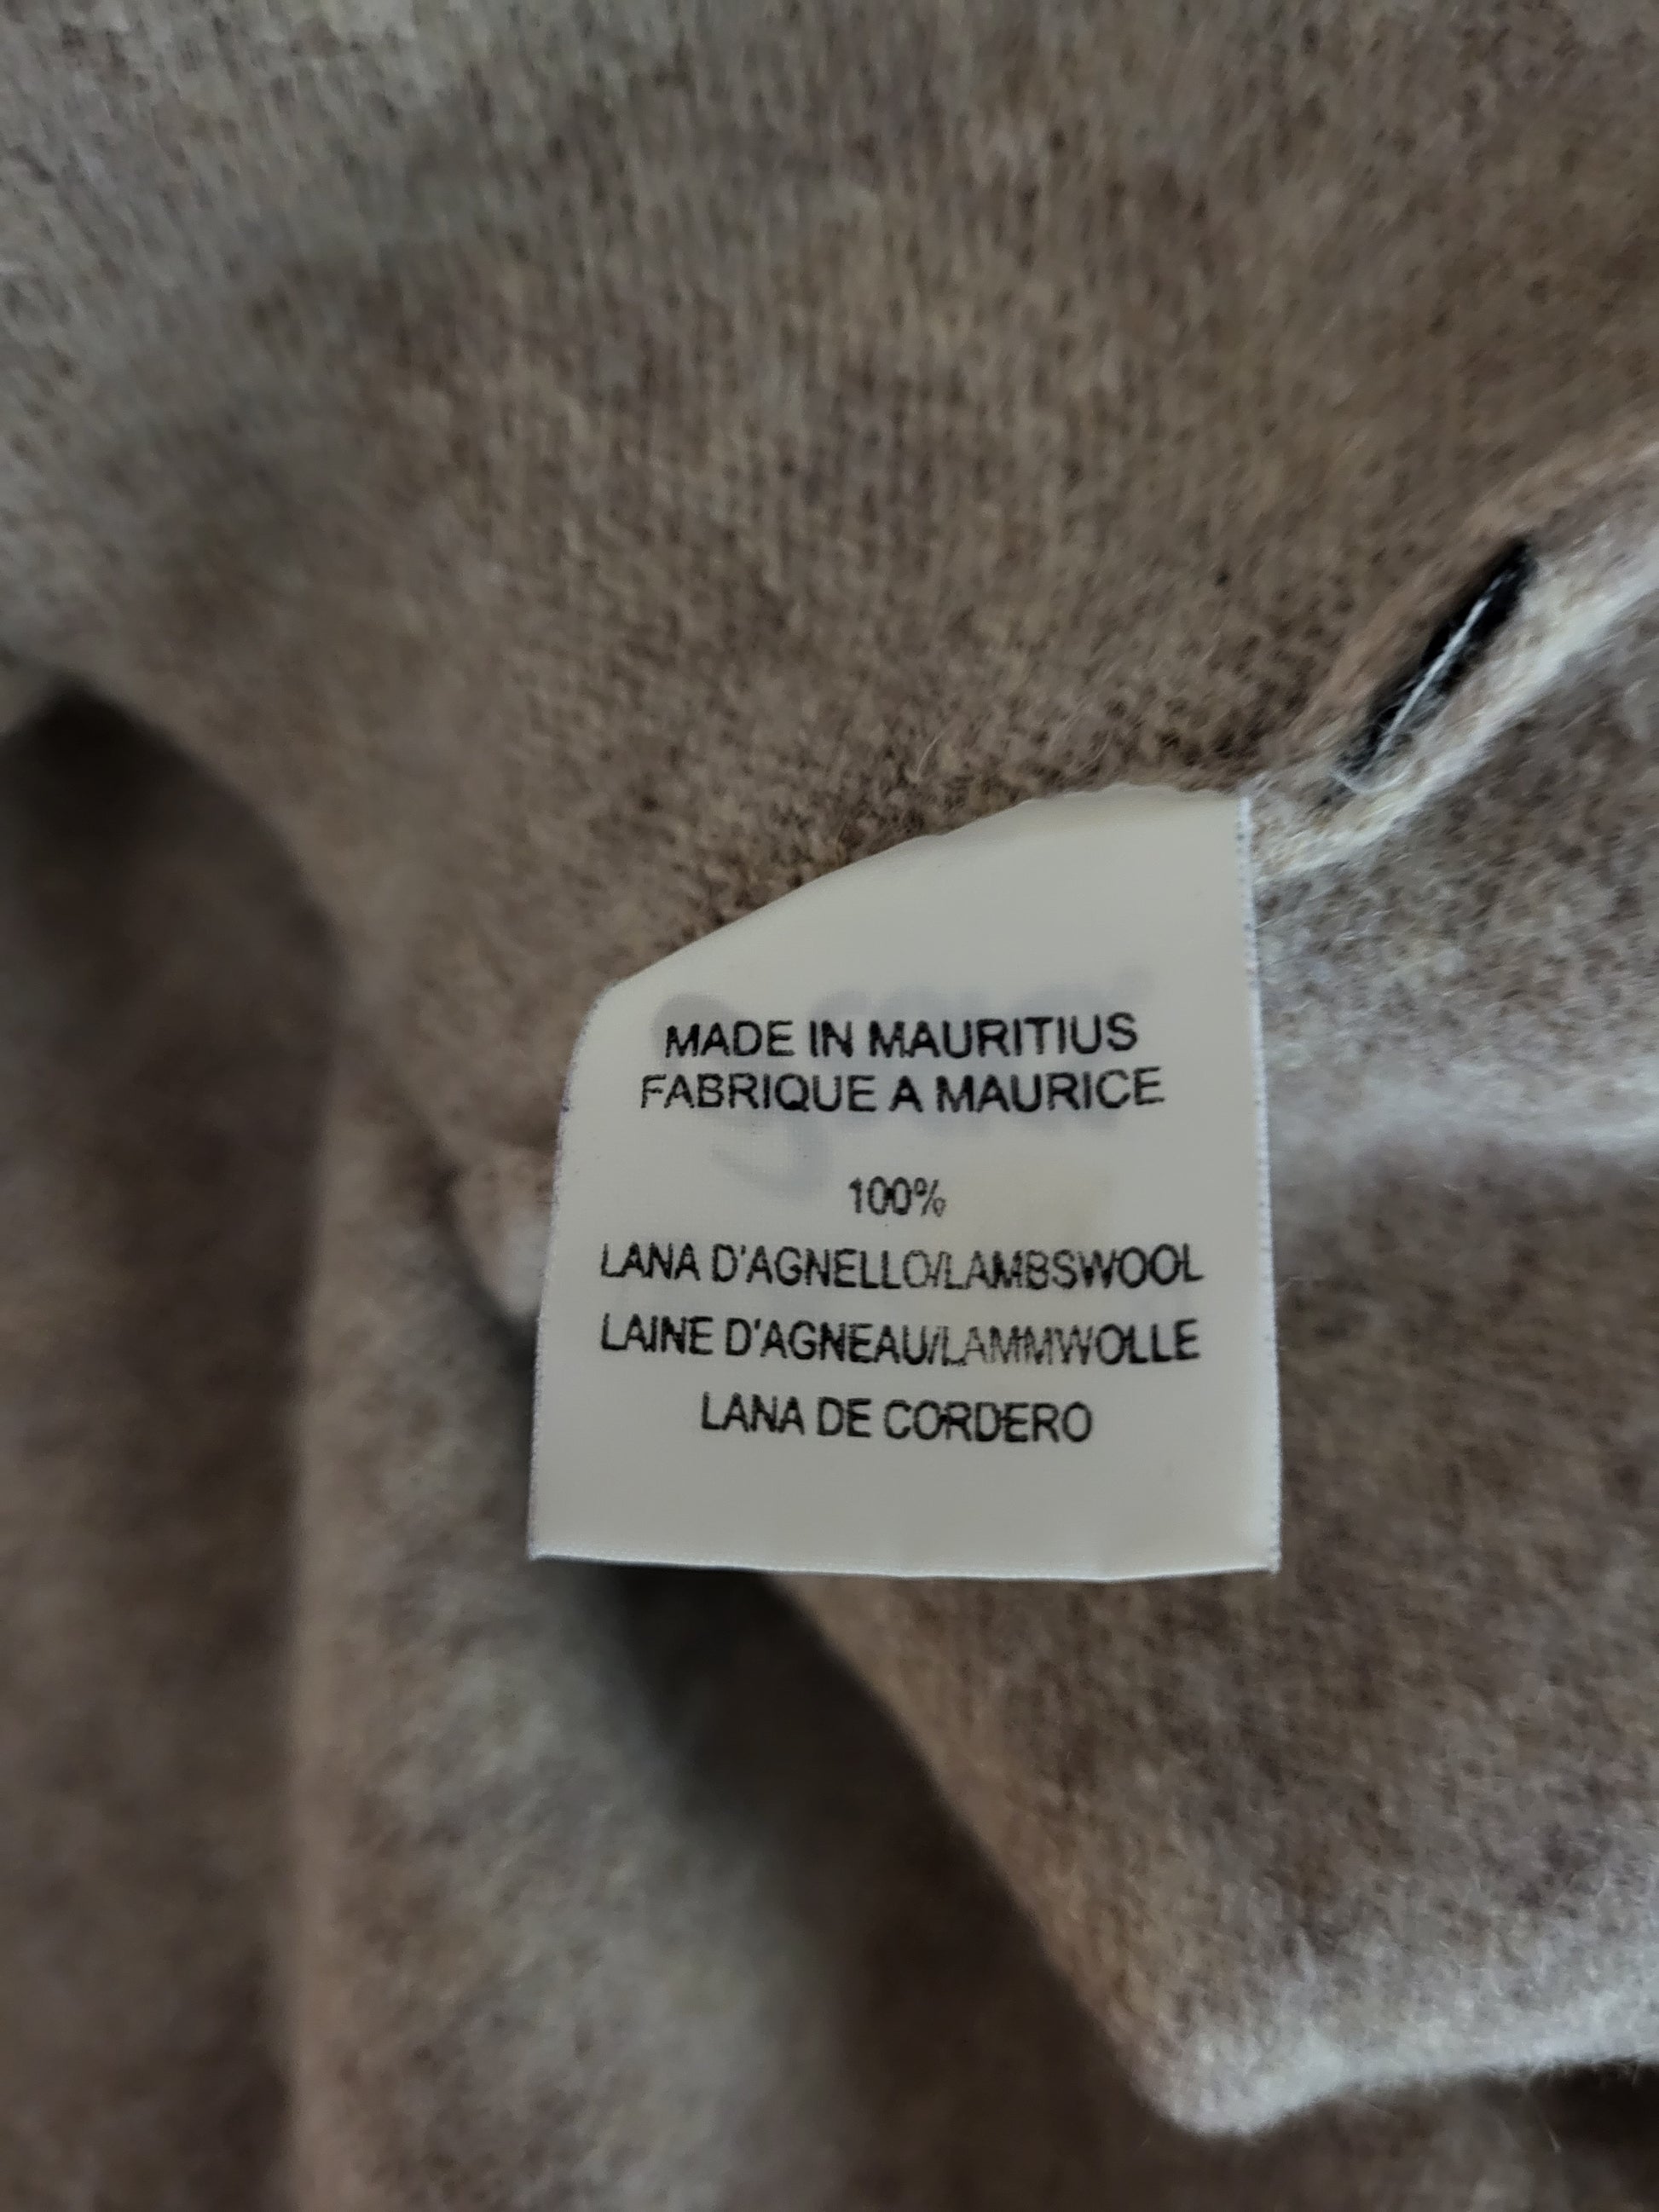 MADE IN MAURITIUS
FABRIQUE A MAURICE
100%
LANA D'AGNELLO/LAMBSWOOL
LAINE D'AGNEAU/LAMMWOLLE
LANA DE CORDERO